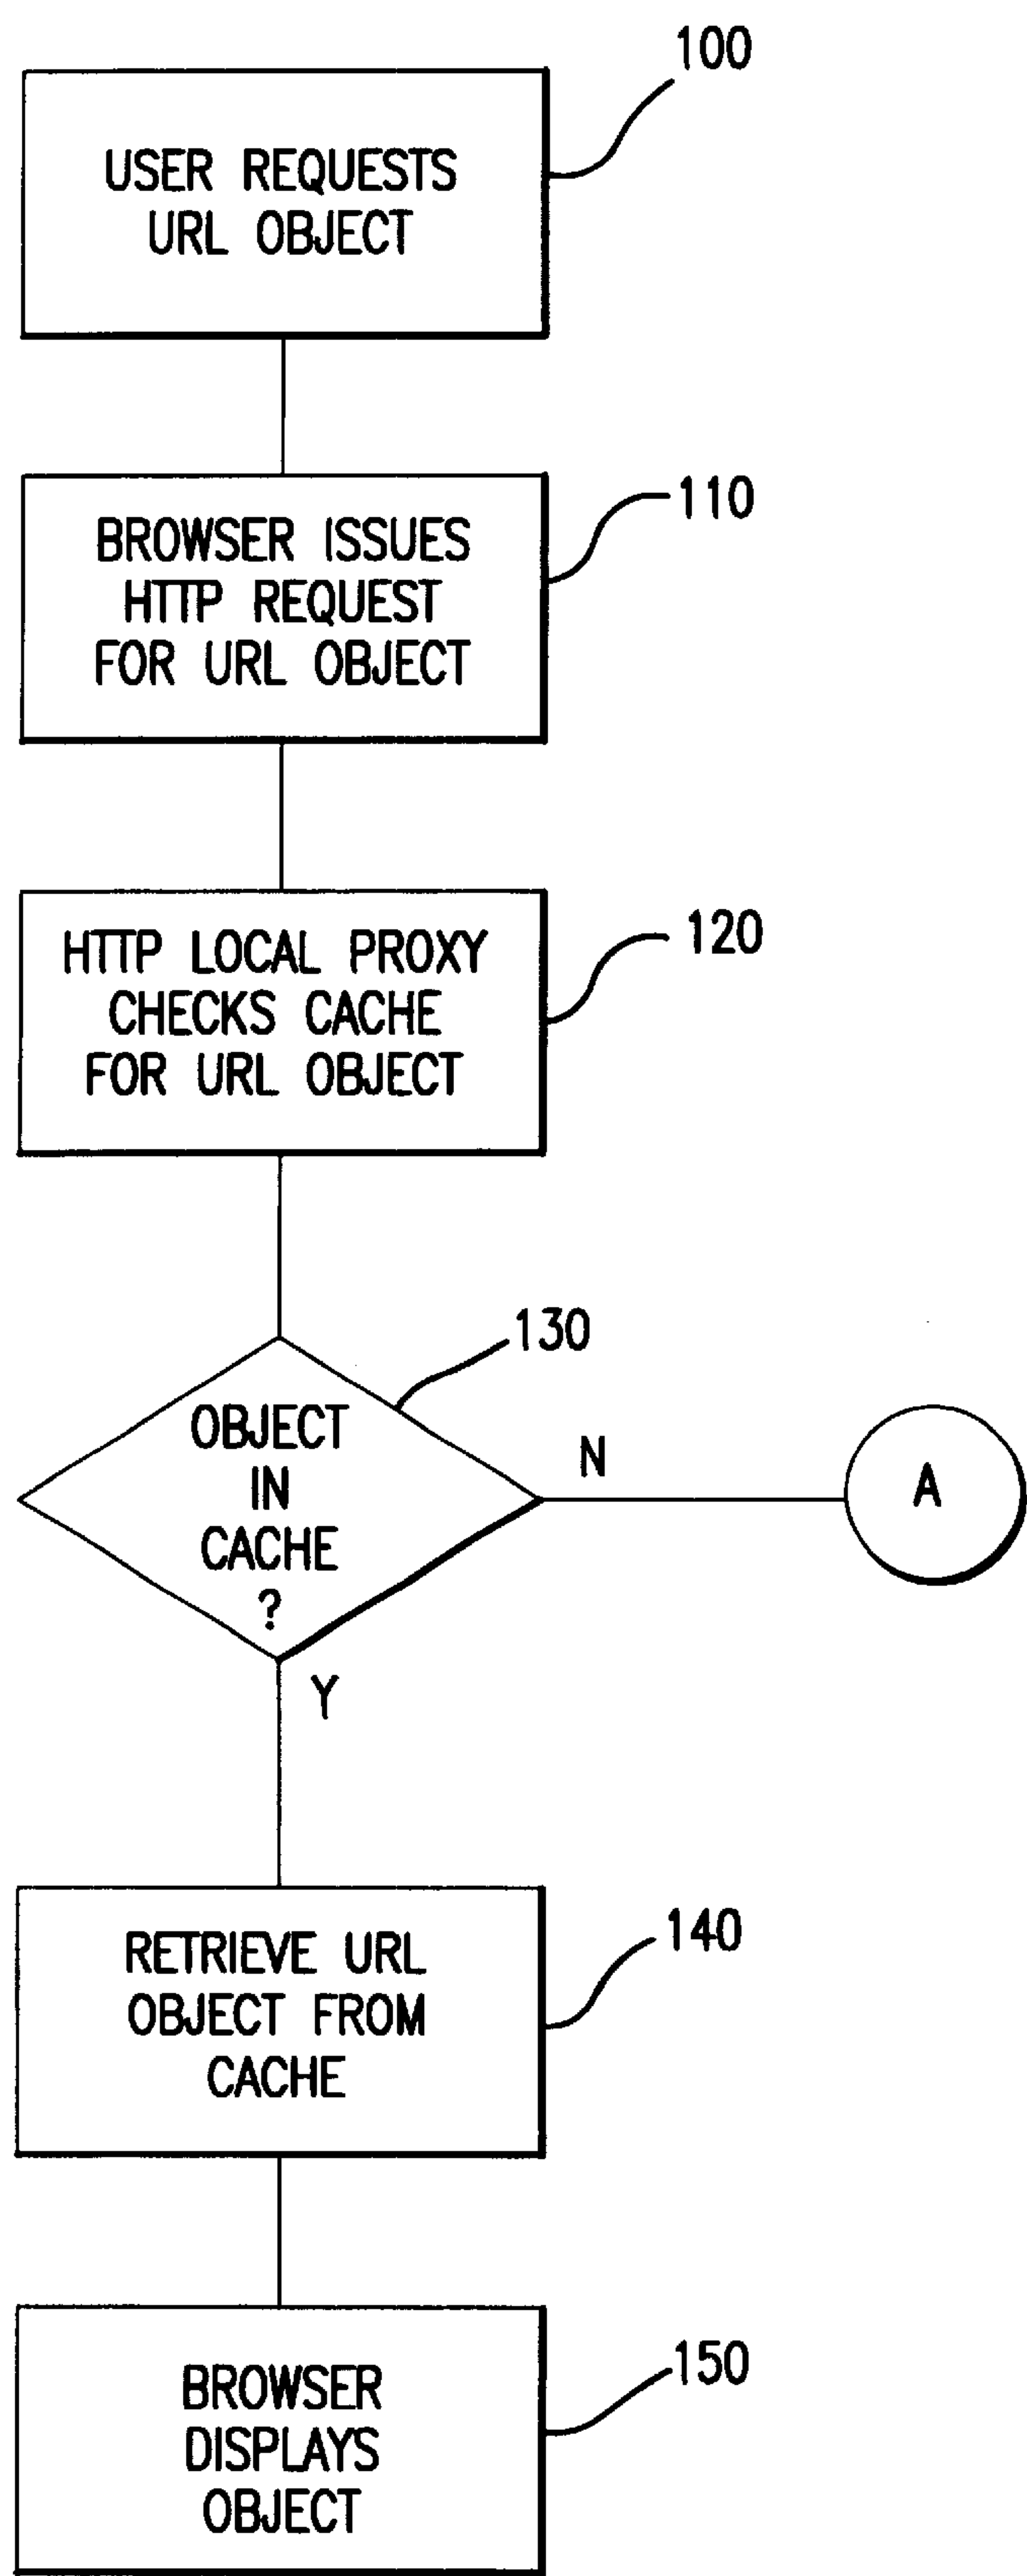 100
USER REQUESTS
URL OBJECT
110
BROWSER ISSUES
HTTP REQUEST
FOR URL OBJECT
120
HTTP LOCAL PROXY
CHECKS CACHE
FOR URL OBJECT
130
OBJECT
IN
CACHE
?
N
A
Y
140
RETRIEVE URL
OBJECT FROM
CACHE
150
BROWSER
DISPLAYS
OBJECT